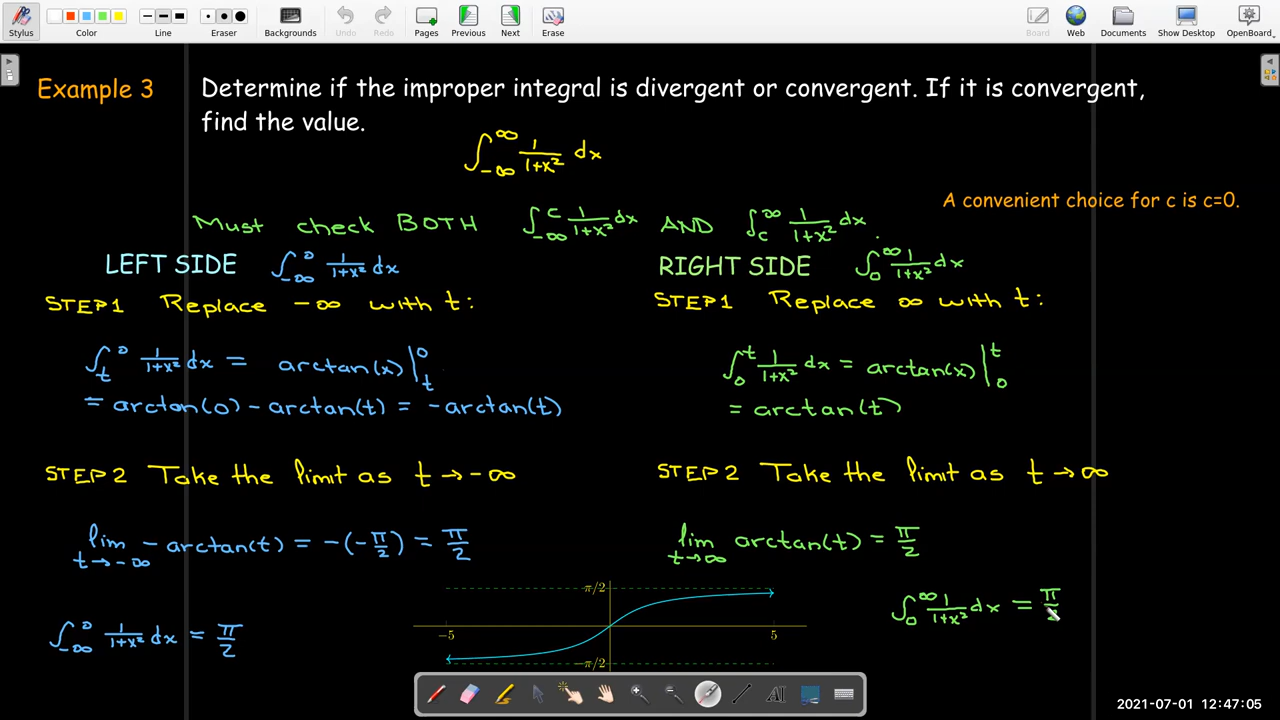 Stylus Color Line Eraser Backgrounds Undo Redo Pages Previous Next Erase Board Web Documents Show Desktop OpenBoard
Example 3 Determine if the improper integral is divergent or convergent. If it is convergent,
find the value.
∫_{-∞}^{∞} 1/(1+x²) dx
A convenient choice for c is c=0.
Must check BOTH ∫_{-∞}^{c} 1/(1+x²) dx AND ∫_{c}^{∞} 1/(1+x²) dx.
LEFT SIDE ∫_{-∞}^{0} 1/(1+x²) dx
STEP 1 Replace -∞ with t:
∫_{t}^{0} 1/(1+x²) dx = arctan(x)|_{t}^{0}
= arctan(0) - arctan(t) = -arctan(t)
STEP 2 Take the limit as t → -∞
lim_{t→-∞} -arctan(t) = -(-π/2) = π/2
∫_{-∞}^{0} 1/(1+x²) dx = π/2
RIGHT SIDE ∫_{0}^{∞} 1/(1+x²) dx
STEP 1 Replace ∞ with t:
∫_{0}^{t} 1/(1+x²) dx = arctan(x)|_{0}^{t}
= arctan(t)
STEP 2 Take the limit as t → ∞
lim_{t→∞} arctan(t) = π/2
∫_{0}^{∞} 1/(1+x²) dx = π/2
π/2
-5 5
-π/2
AI
2021-07-01 12:47:05